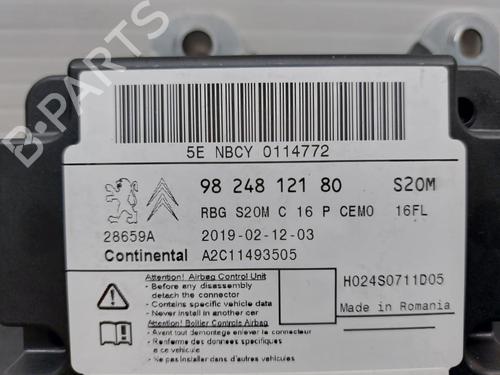 5E NBCY 0114772
98 248 121 80 S20M
RBG S20M C 16 P CEMO 16FL
28659A 2019-02-12-03
Continental A2C11493505
Attention! Airbag Control Unit
- Before any disassembly
detach the connector
- Contains vehicle data
- Never install in another car
Attention! Boitier Controle Airbag
- Avant tout demontage enlever le connecteur
- Renferme des donnees specifiques
a ce vehicule
- Ne pas installer dans d'autres vehicules
H024S0711D05
Made in Romania
B-PARTS